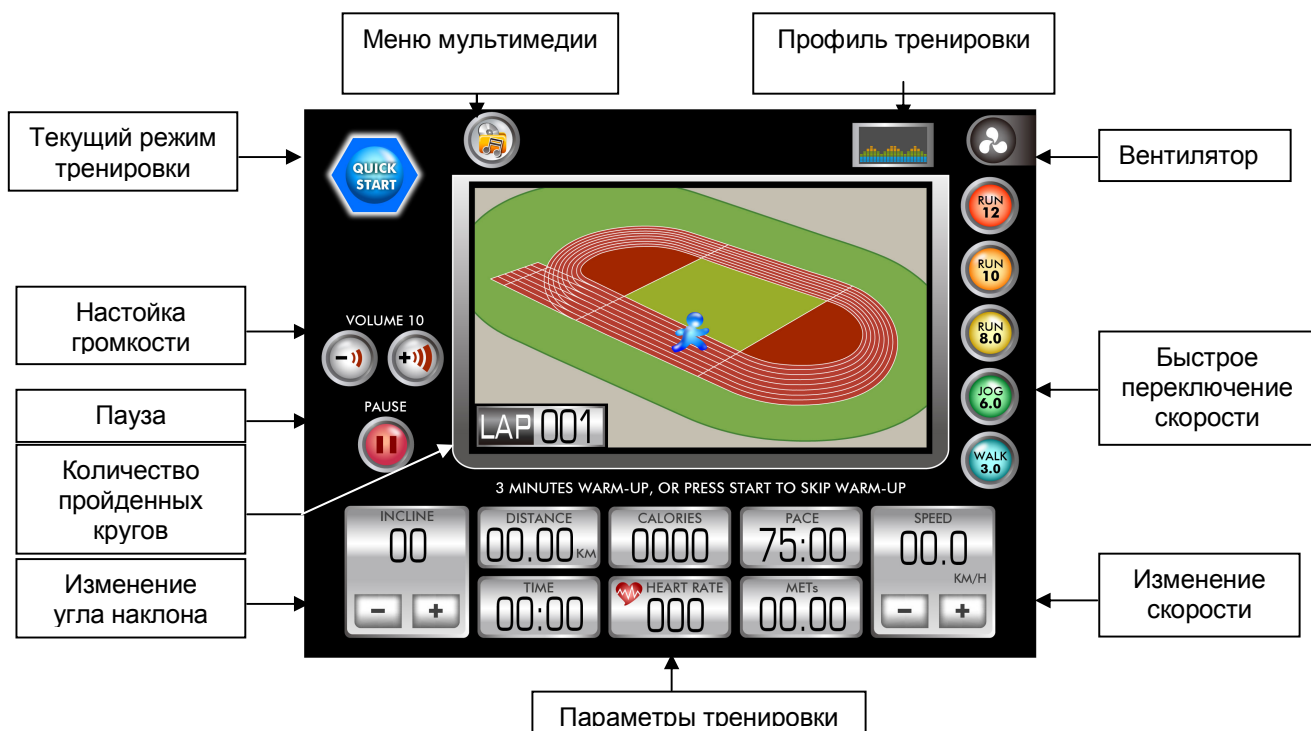 Меню мультимедии
Профиль тренировки
Текущий режим
тренировки
Вентилятор
QUICK
START
RUN
12
RUN
10
RUN
8.0
JOG
6.0
WALK
3.0
Настойка
громкости
VOLUME 10
Быстрое
переключение
скорости
Пауза
PAUSE
LAP 001
Количество
пройденных
кругов
3 MINUTES WARM-UP, OR PRESS START TO SKIP WARM-UP
INCLINE
00
DISTANCE
00.00 KM
CALORIES
0000
PACE
75:00
SPEED
00.0
KM/H
TIME
00:00
HEART RATE
000
METs
00.00
- +
- +
Изменение
угла наклона
Изменение
скорости
Параметры тренировки